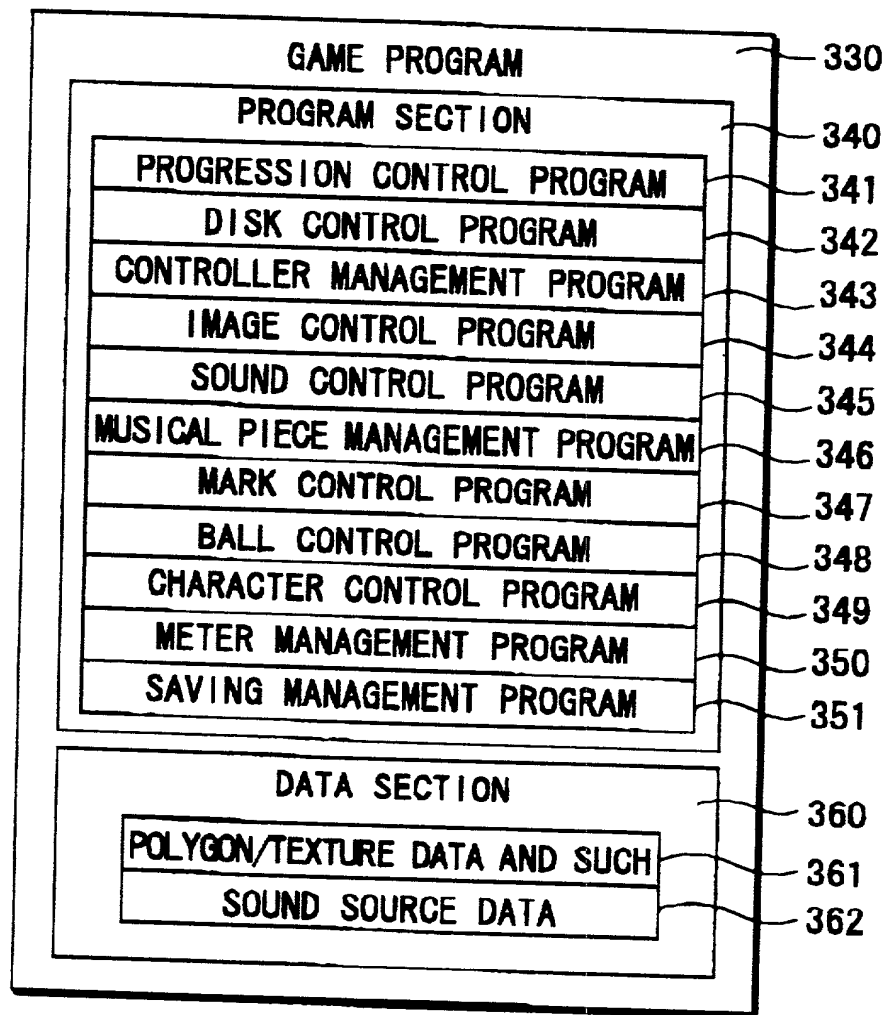 GAME PROGRAM 330
PROGRAM SECTION 340
PROGRESSION CONTROL PROGRAM 341
DISK CONTROL PROGRAM 342
CONTROLLER MANAGEMENT PROGRAM 343
IMAGE CONTROL PROGRAM 344
SOUND CONTROL PROGRAM 345
MUSICAL PIECE MANAGEMENT PROGRAM 346
MARK CONTROL PROGRAM 347
BALL CONTROL PROGRAM 348
CHARACTER CONTROL PROGRAM 349
METER MANAGEMENT PROGRAM 350
SAVING MANAGEMENT PROGRAM 351
DATA SECTION 360
POLYGON/TEXTURE DATA AND SUCH 361
SOUND SOURCE DATA 362